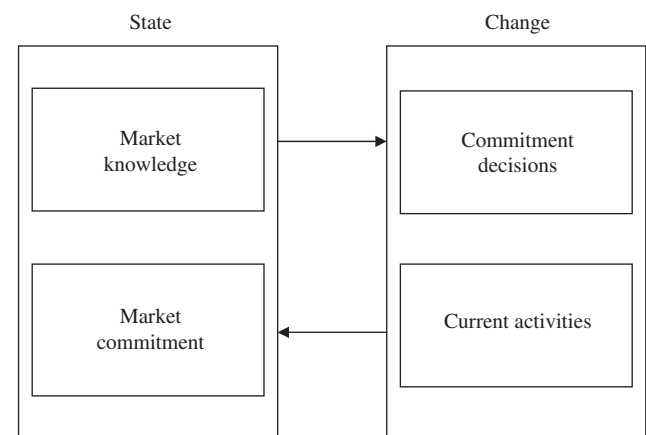 State
Change
Market
knowledge
Commitment
decisions
Market
commitment
Current activities